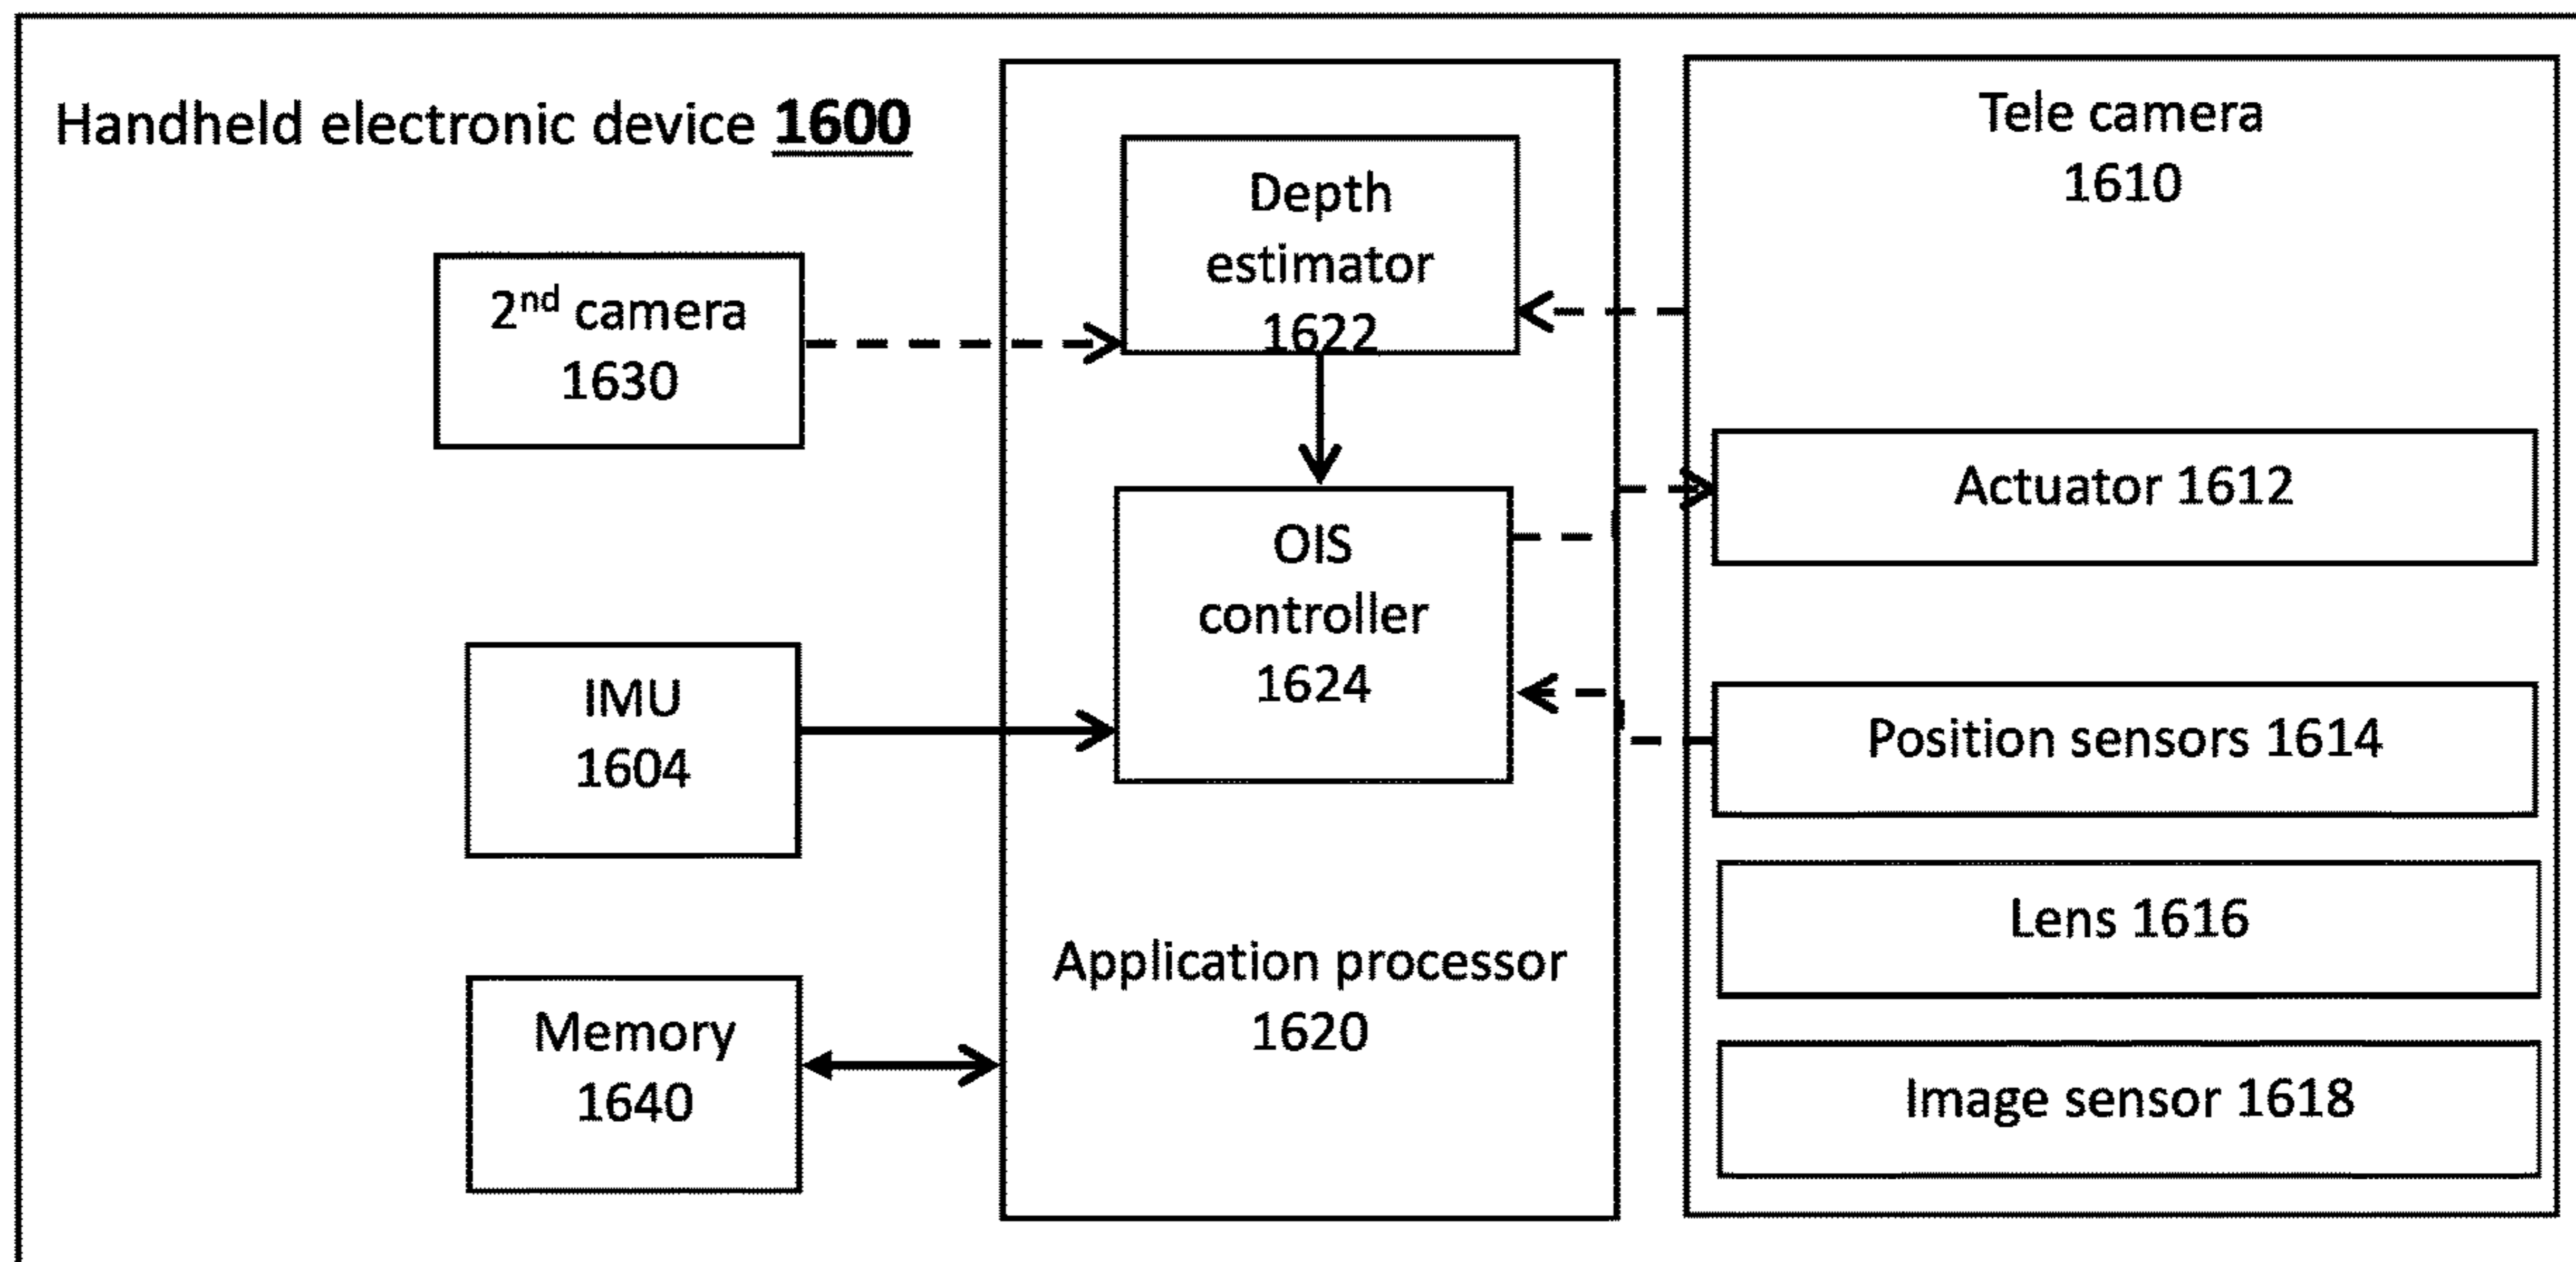 Handheld electronic device 1600
2nd camera
1630
IMU
1604
Memory
1640
Depth
estimator
1622
OIS
controller
1624
Application processor
1620
Tele camera
1610
Actuator 1612
Position sensors 1614
Lens 1616
Image sensor 1618